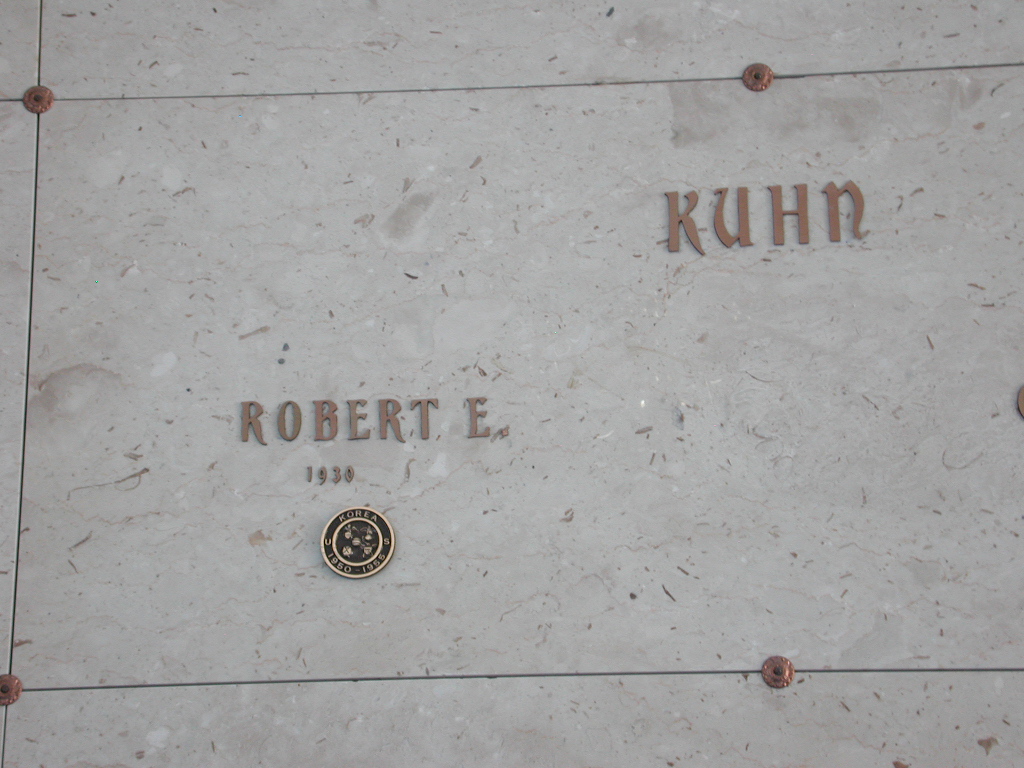 KUHN
ROBERT E.
1930
KOREA
U S
1950-1955